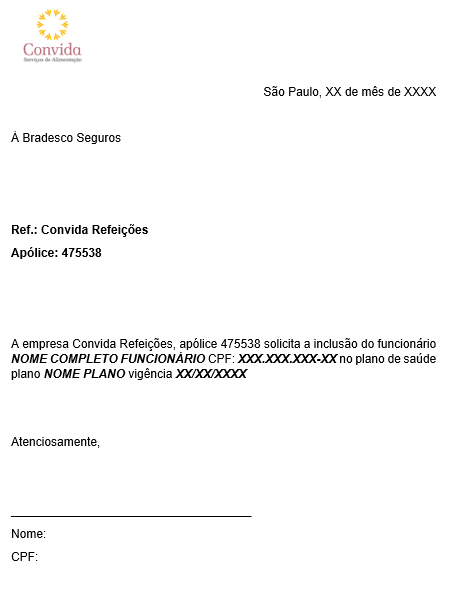 Convida
Serviços de Alimentação
São Paulo, XX de mês de XXXX
À Bradesco Seguros
Ref.: Convida Refeições
Apólice: 475538
A empresa Convida Refeições, apólice 475538 solicita a inclusão do funcionário
NOME COMPLETO FUNCIONÁRIO CPF: XXX.XXX.XXX-XX no plano de saúde
plano NOME PLANO vigência XX/XX/XXXX
Atenciosamente,
Nome:
CPF: